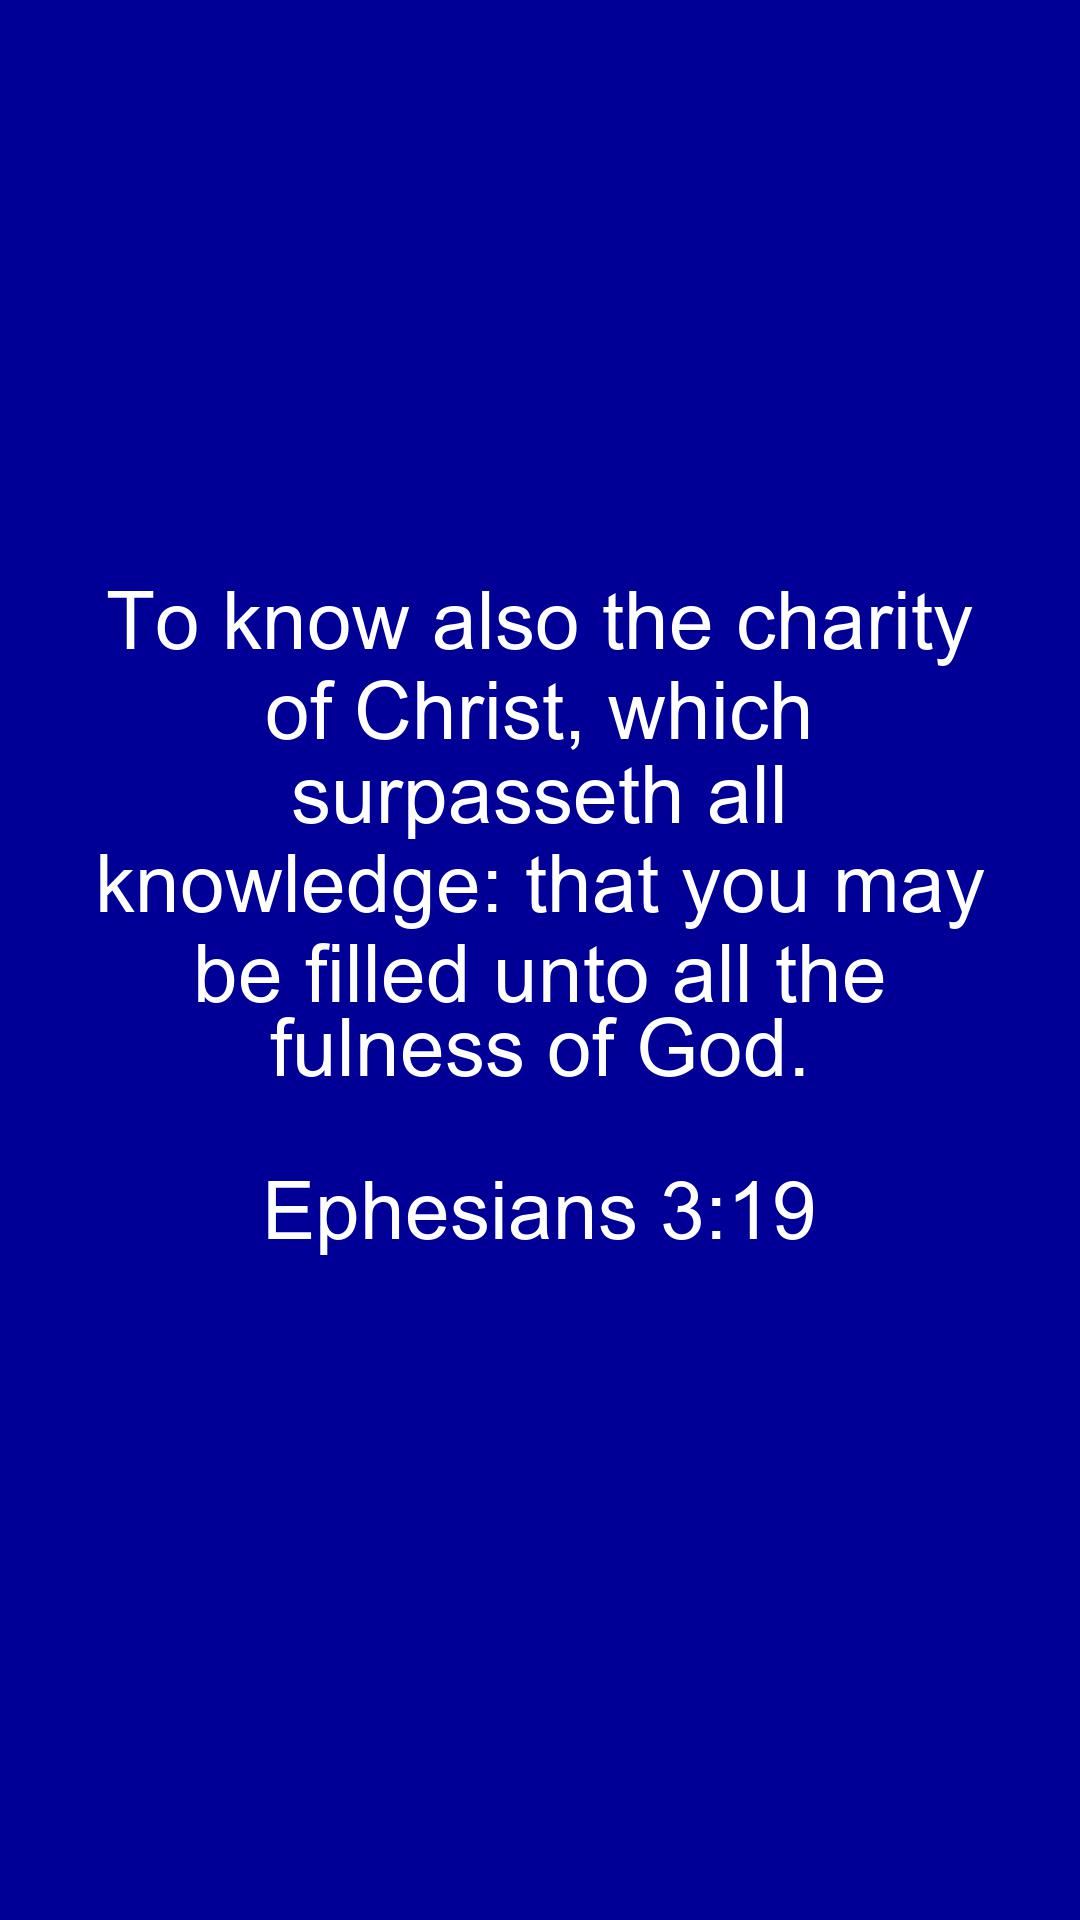 To know also the charity
of Christ, which
surpasseth all
knowledge: that you may
be filled unto all the
fulness of God.
Ephesians 3:19